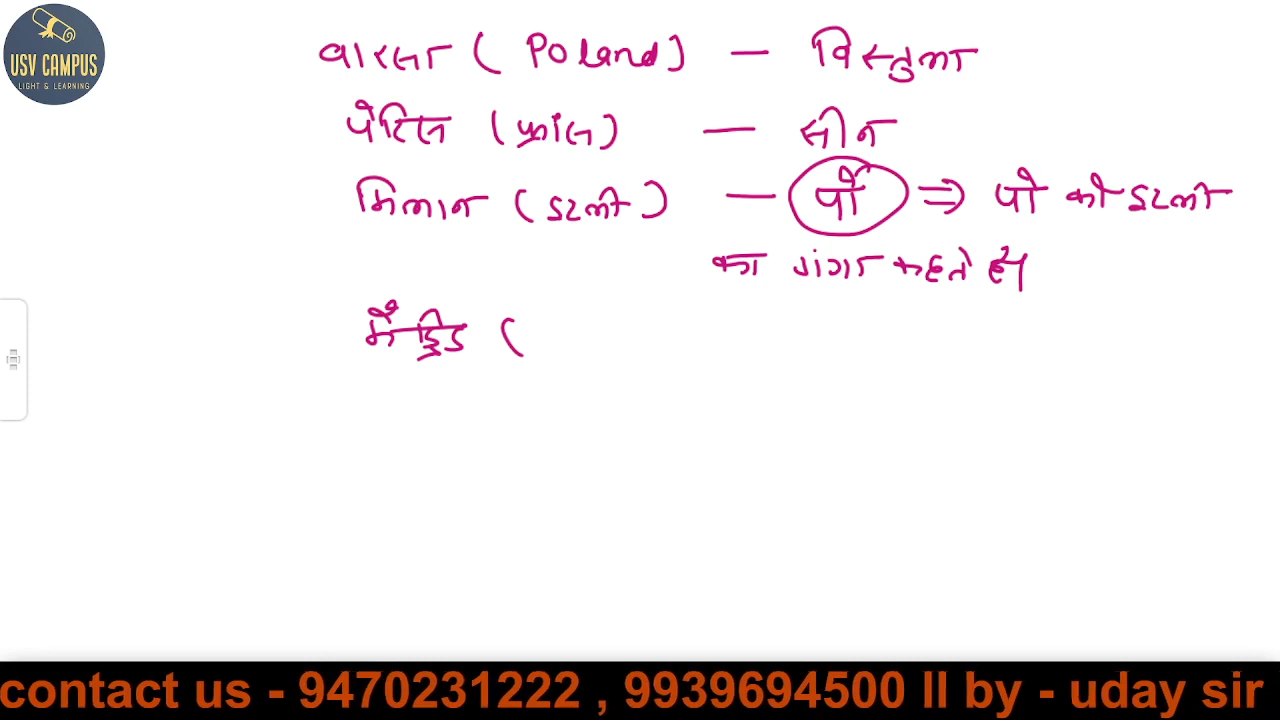 USV CAMPUS
LIGHT & LEARNING
वारसा ( Poland ) — विस्तुला
पेरिस (फ्रांस) — सीन
मिलान (इटली) — पो ⇒ पो को इटली
का गंगा कहते हैं।
मैड्रिड (
contact us - 9470231222 , 9939694500 ll by - uday sir